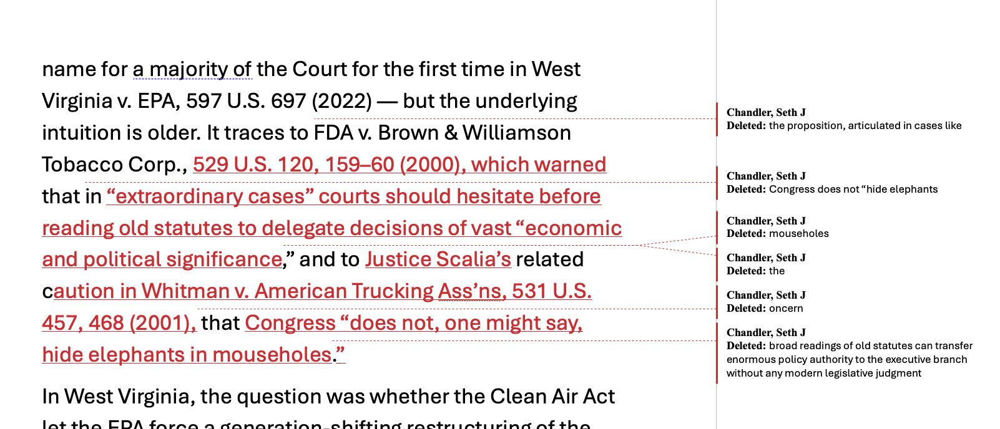 name for a majority of the Court for the first time in West
Virginia v. EPA, 597 U.S. 697 (2022) — but the underlying
intuition is older. It traces to FDA v. Brown & Williamson
Tobacco Corp., 529 U.S. 120, 159–60 (2000), which warned
that in “extraordinary cases” courts should hesitate before
reading old statutes to delegate decisions of vast “economic
and political significance,” and to Justice Scalia’s related
caution in Whitman v. American Trucking Ass’ns, 531 U.S.
457, 468 (2001), that Congress “does not, one might say,
hide elephants in mouseholes.”
In West Virginia, the question was whether the Clean Air Act
let the EPA force a generation-shifting restructuring of the
Chandler, Seth J
Deleted: the proposition, articulated in cases like
Chandler, Seth J
Deleted: Congress does not “hide elephants
Chandler, Seth J
Deleted: mouseholes
Chandler, Seth J
Deleted: the
Chandler, Seth J
Deleted: oncern
Chandler, Seth J
Deleted: broad readings of old statutes can transfer
enormous policy authority to the executive branch
without any modern legislative judgment